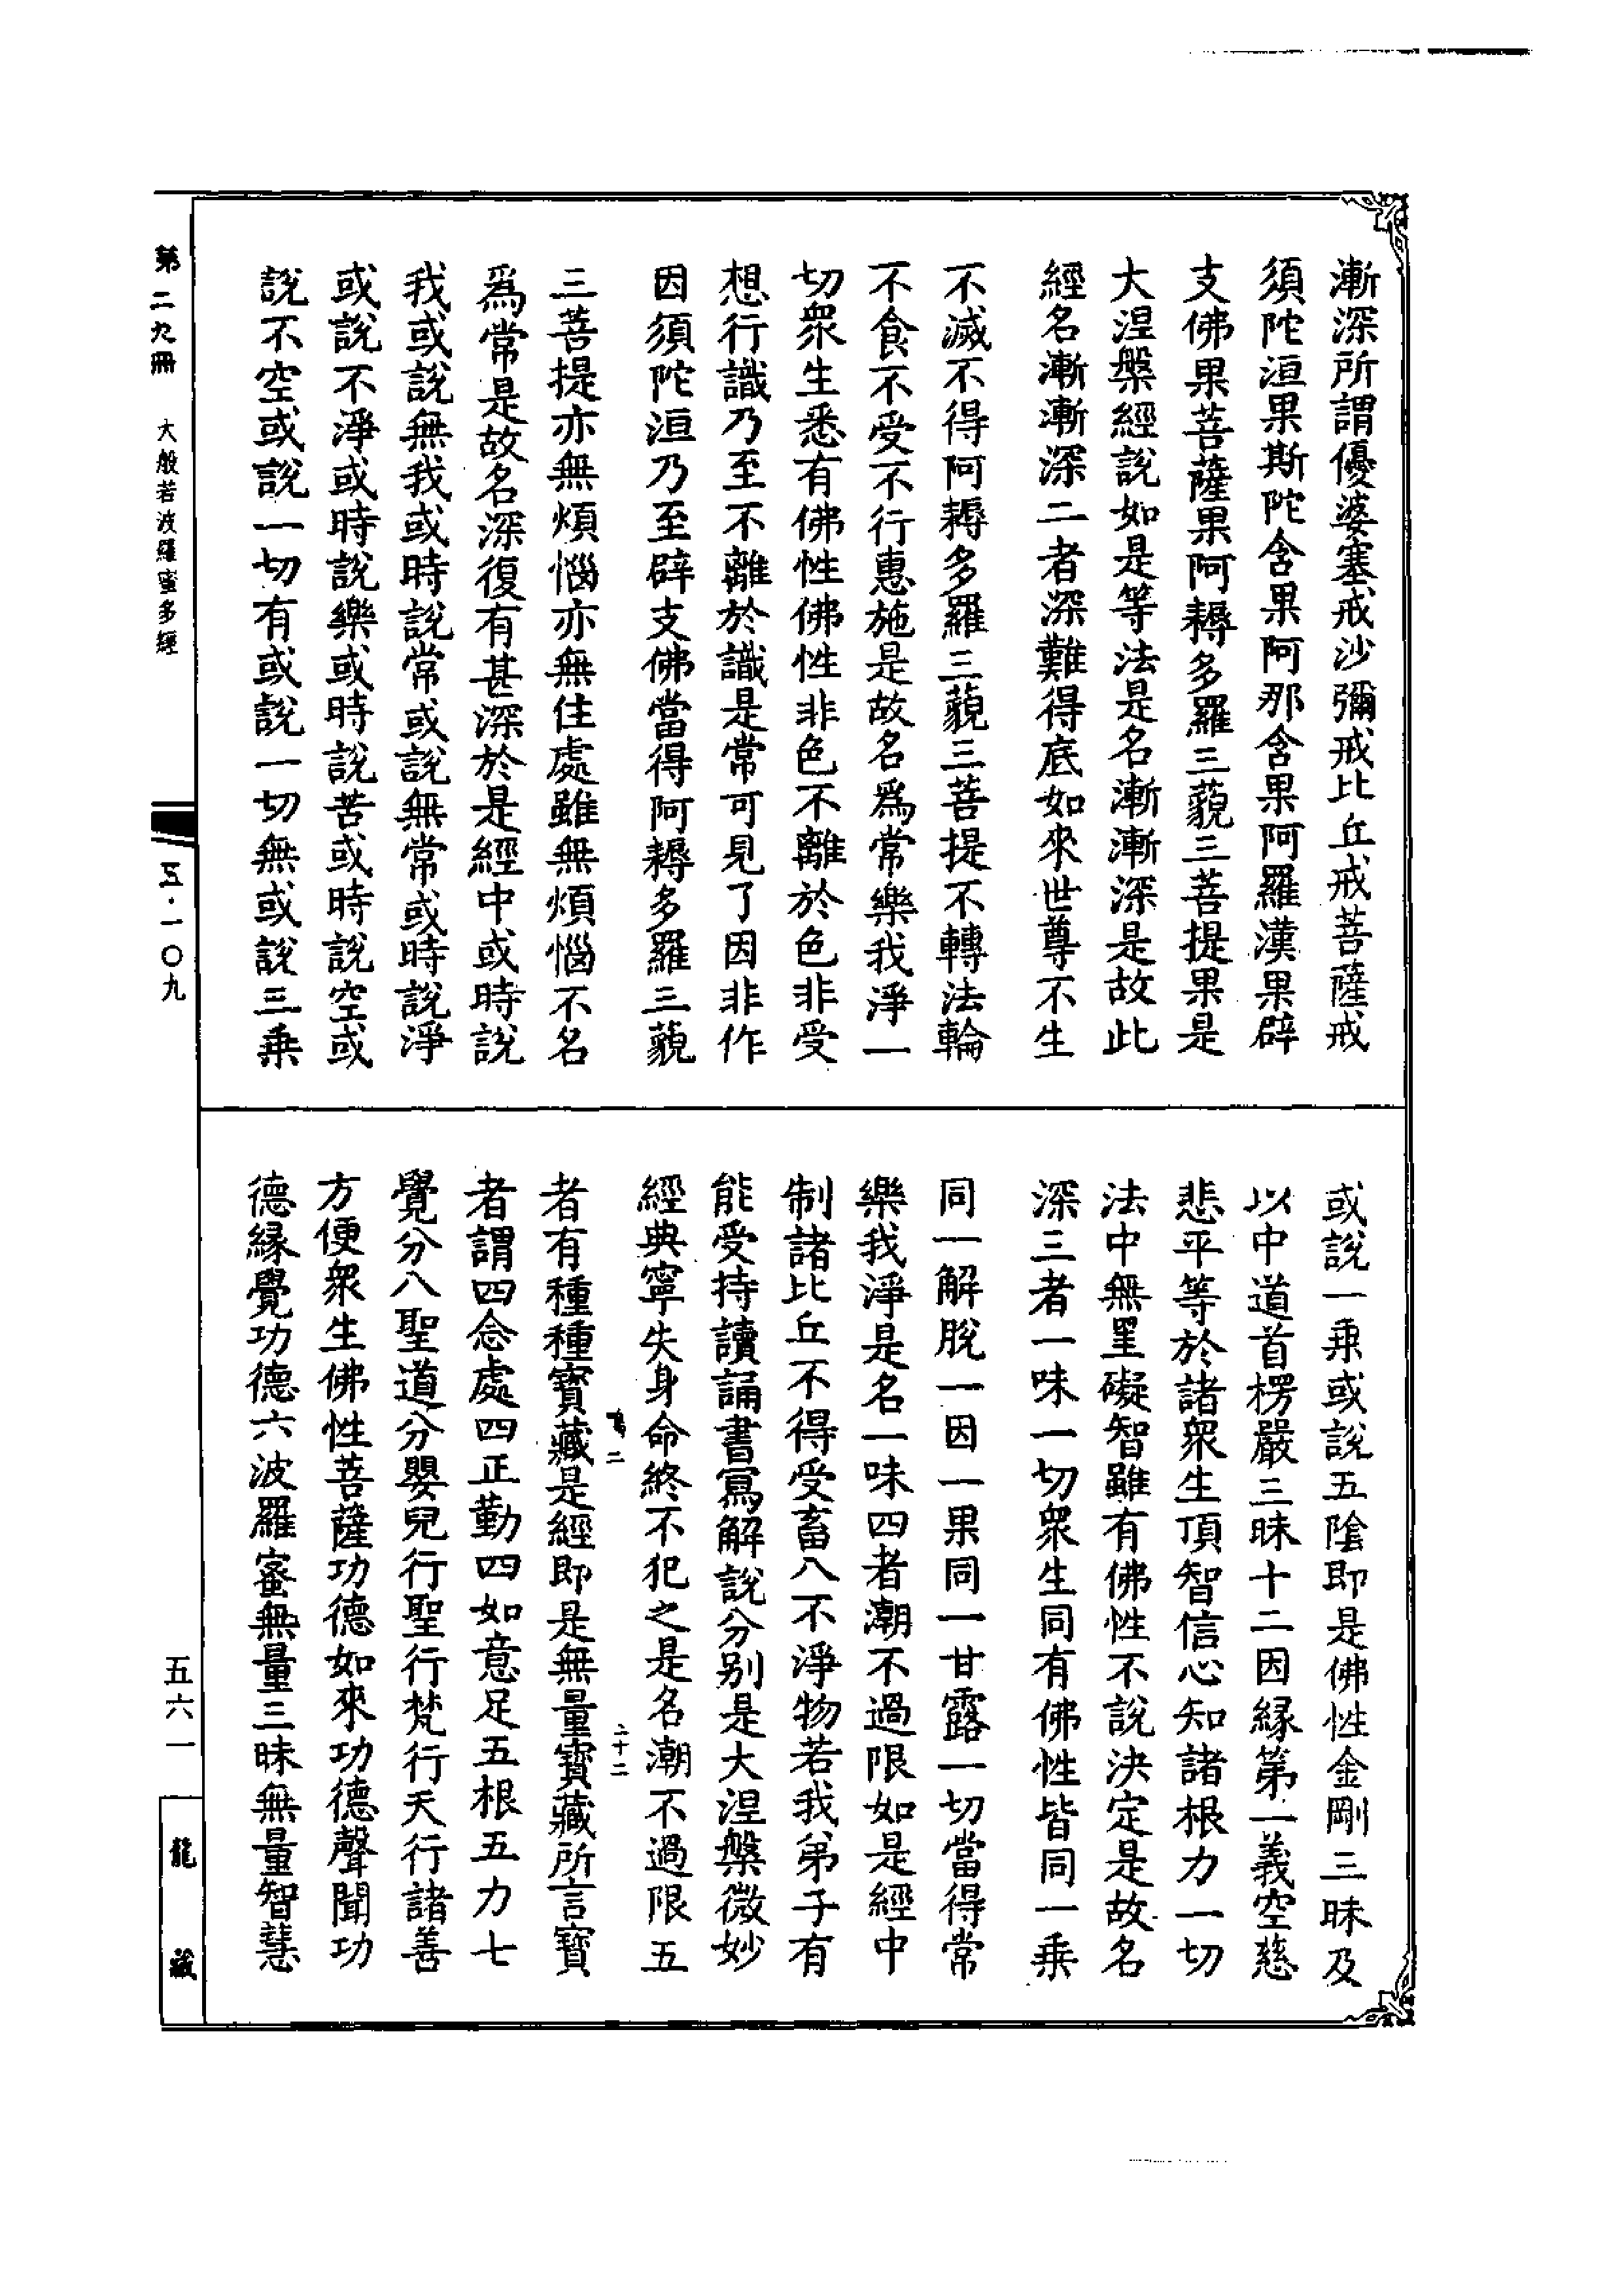 漸深所謂優婆塞戒沙彌戒比丘戒菩薩戒
須陀洹果斯陀含果阿那含果阿羅漢果辟
支佛果菩薩果阿耨多羅三藐三菩提果是
大涅槃經說如是等法是名漸漸深是故此
經名漸漸深二者深難得底如來世尊不生
不滅不得阿耨多羅三藐三菩提不轉法輪
不食不受不行惠施是故名爲常樂我淨一
切眾生悉有佛性佛性非色不離於色非受
想行識乃至不離於識是常可見了因非作
因須陀洹乃至辟支佛當得阿耨多羅三藐
三菩提亦無煩惱亦無住處雖無煩惱不名
爲常是故名深復有甚深於是經中或時說
我或說無我或時說常或說無常或時說淨
或說不淨或時說樂或時說苦或時說空或
說不空或說一切有或說一切無或說三乘
或說一乘或說五陰即是佛性金剛三昧及
以中道首楞嚴三昧十二因緣第一義空慈
悲平等於諸眾生頂智信心知諸根力一切
法中無罣礙智雖有佛性不說決定是故名
深三者一味一切眾生同有佛性皆同一乘
同一解脫一因一果同一甘露一切當得常
樂我淨是名一味四者潮不過限如是經中
制諸比丘不得受畜八不淨物若我弟子有
能受持讀誦書寫解說分別是大涅槃微妙
經典寧失身命終不犯之是名潮不過限五
鳴二
二十二
者有種種寶藏是經即是無量寶藏所言寶
者謂四念處四正勤四如意足五根五力七
覺分八聖道分嬰兒行聖行梵行天行諸善
方便眾生佛性菩薩功德如來功德聲聞功
德緣覺功德六波羅蜜無量三昧無量智慧
第二九冊
大般若波羅蜜多經
五·一〇九
五六一
龍藏